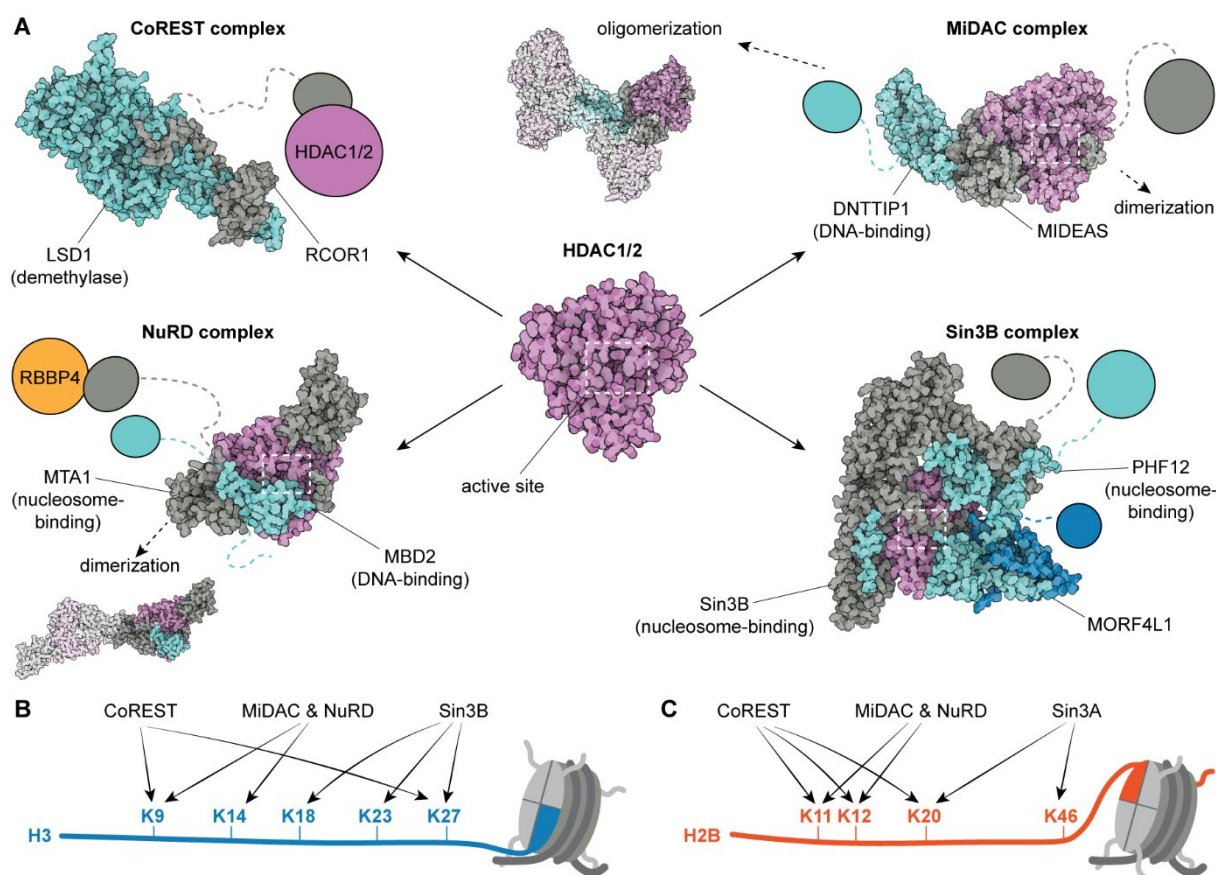 A
CoREST complex
HDAC1/2
LSD1
(demethylase)
RCOR1
oligomerization
MiDAC complex
DNTTIP1
(DNA-binding)
MIDEAS
dimerization
HDAC1/2
active site
NuRD complex
RBBP4
MTA1
(nucleosome-
binding)
dimerization
MBD2
(DNA-binding)
Sin3B complex
PHF12
(nucleosome-
binding)
Sin3B
(nucleosome-binding)
MORF4L1
B
CoREST
MiDAC & NuRD
Sin3B
K9
K14
K18
K23
K27
H3
C
CoREST
MiDAC & NuRD
Sin3A
K11
K12
K20
K46
H2B